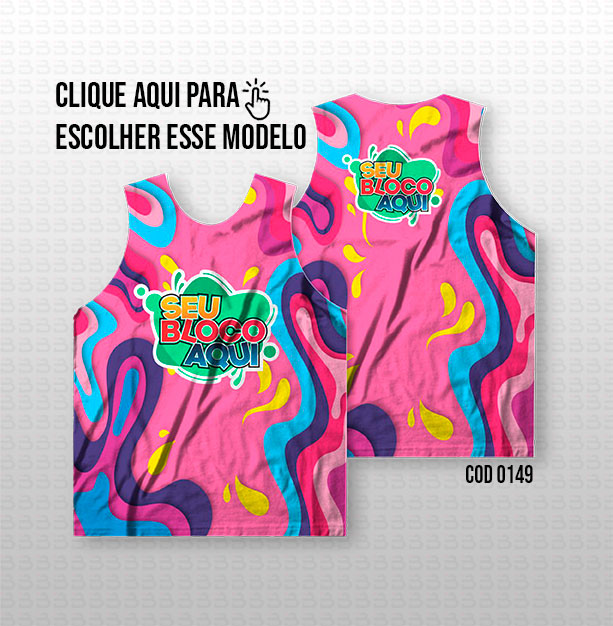 CLIQUE AQUI PARA
ESCOLHER ESSE MODELO
SEU
BLOCO
AQUI
SEU
BLOCO
AQUI
COD 0149